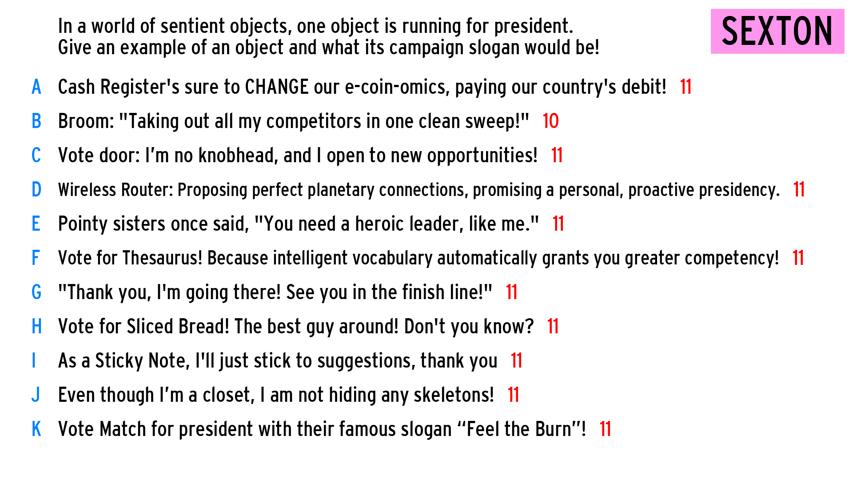 In a world of sentient objects, one object is running for president.
Give an example of an object and what its campaign slogan would be!
SEXTON
A Cash Register's sure to CHANGE our e-coin-omics, paying our country's debit! 11
B Broom: "Taking out all my competitors in one clean sweep!" 10
C Vote door: I'm no knobhead, and I open to new opportunities! 11
D Wireless Router: Proposing perfect planetary connections, promising a personal, proactive presidency. 11
E Pointy sisters once said, "You need a heroic leader, like me." 11
F Vote for Thesaurus! Because intelligent vocabulary automatically grants you greater competency! 11
G "Thank you, I'm going there! See you in the finish line!" 11
H Vote for Sliced Bread! The best guy around! Don't you know? 11
I As a Sticky Note, I'll just stick to suggestions, thank you 11
J Even though I’m a closet, I am not hiding any skeletons! 11
K Vote Match for president with their famous slogan “Feel the Burn”! 11